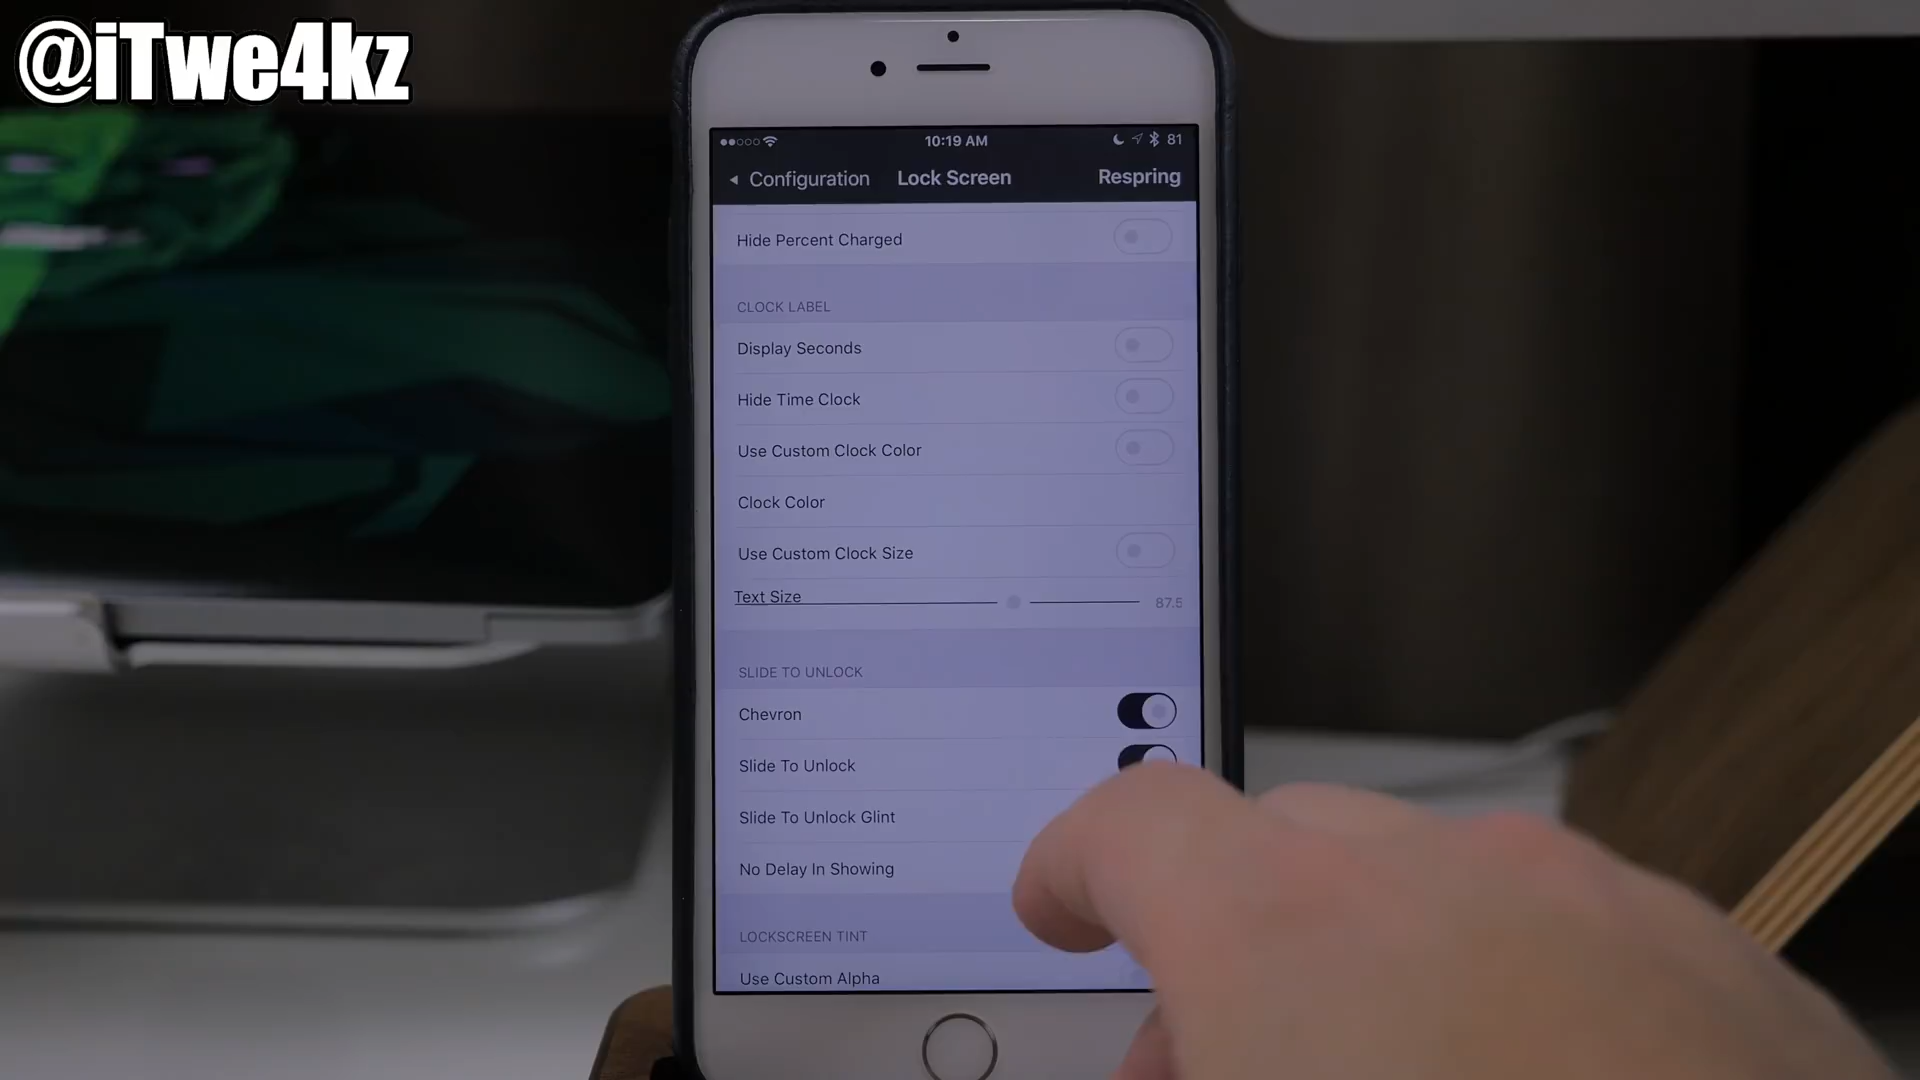 @iTwe4kz
10:19 AM 81
Configuration Lock Screen Respring
Hide Percent Charged
CLOCK LABEL
Display Seconds
Hide Time Clock
Use Custom Clock Color
Clock Color
Use Custom Clock Size
Text Size 87.5
SLIDE TO UNLOCK
Chevron
Slide To Unlock
Slide To Unlock Glint
No Delay In Showing
LOCKSCREEN TINT
Use Custom Alpha